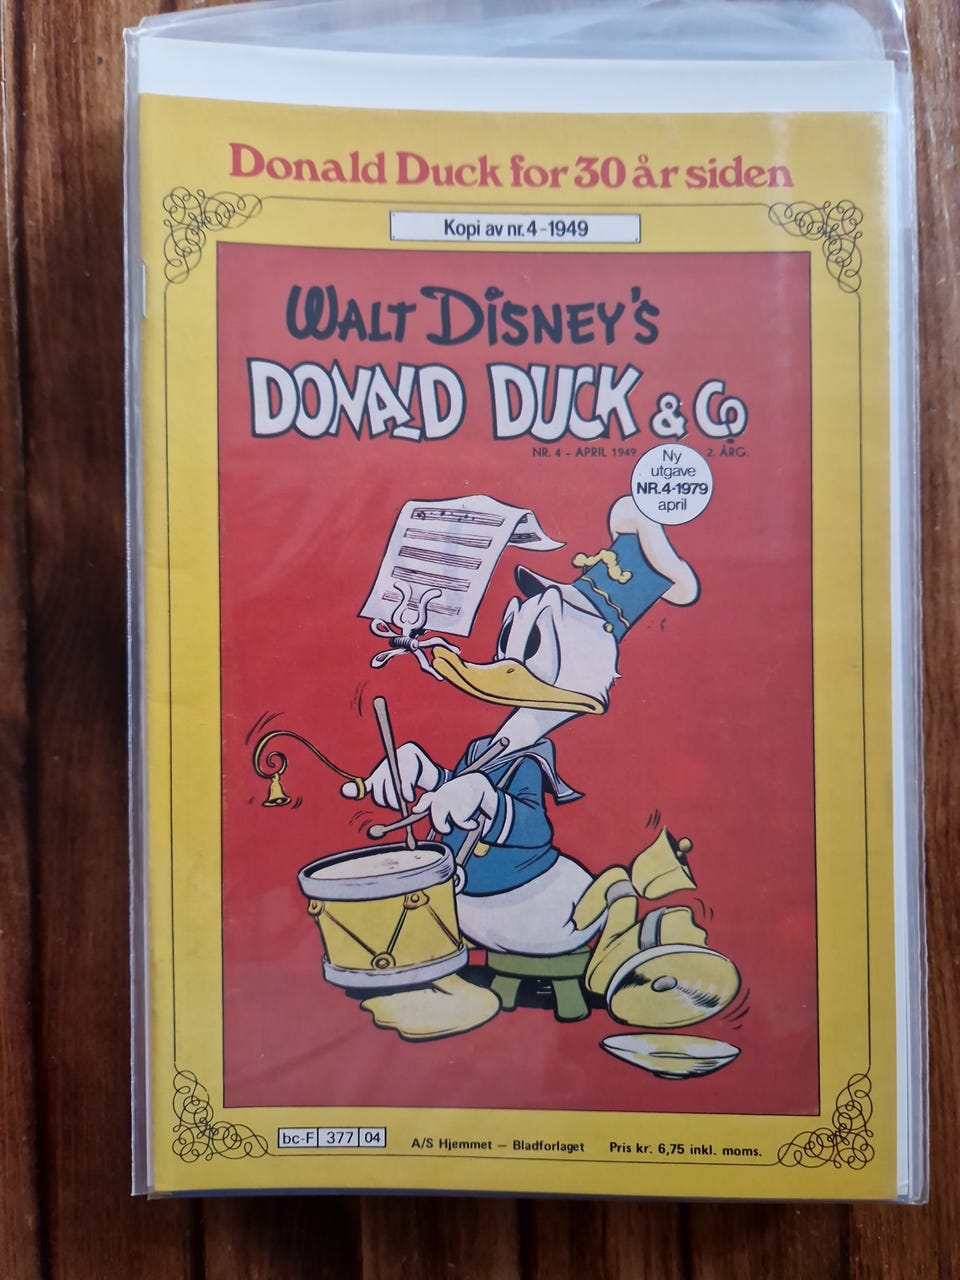 Donald Duck for 30 år siden
Kopi av nr. 4 - 1949
WALT DISNEY'S
DONALD DUCK & Co
NR. 4 - APRIL 1949 2. ÅRG.
Ny
utgave
NR. 4-1979
april
bc-F 377 04 A/S Hjemmet — Bladforlaget Pris kr. 6,75 inkl. moms.